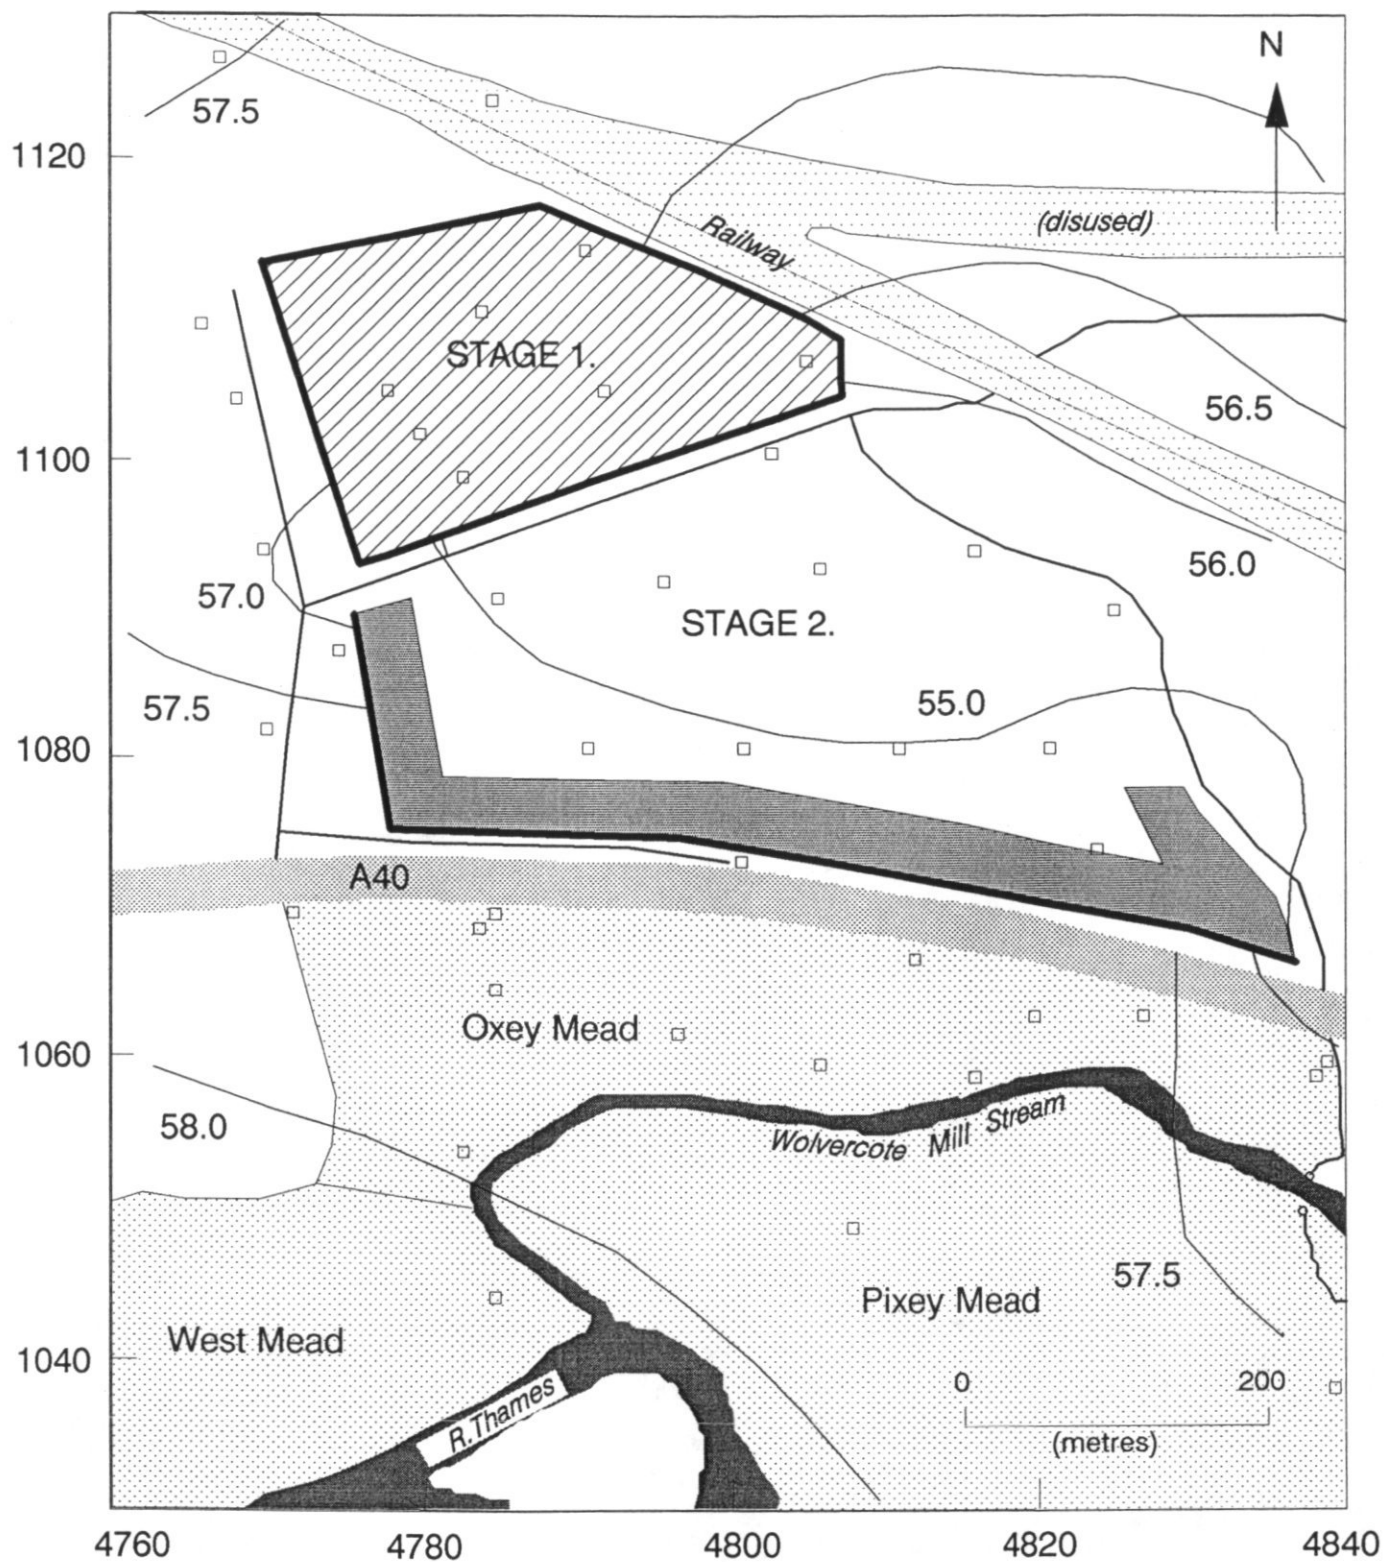 N
57.5
1120
Railway
(disused)
STAGE 1.
56.5
1100
56.0
57.0
STAGE 2.
57.5
55.0
1080
A40
Oxey Mead
1060
58.0
Wolvercote Mill Stream
57.5
Pixey Mead
West Mead
1040
0 200
(metres)
R.Thames
4760 4780 4800 4820 4840